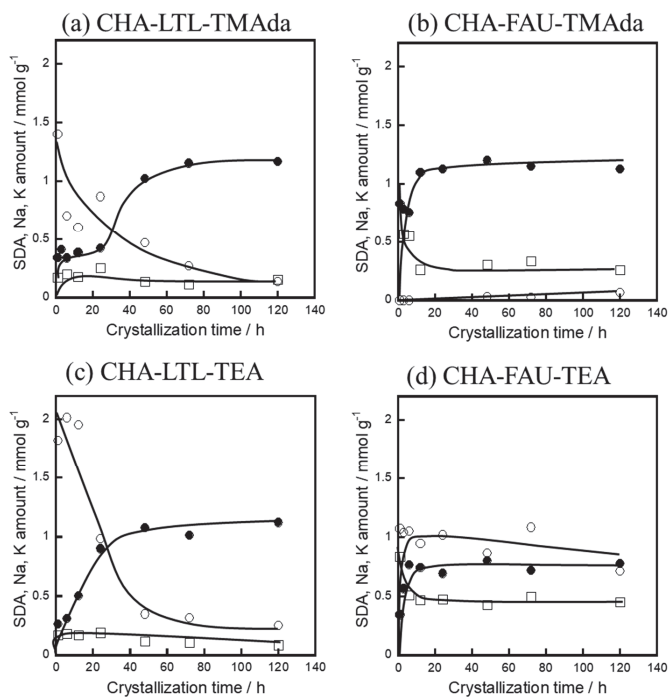 (a) CHA-LTL-TMAda
(b) CHA-FAU-TMAda
SDA, Na, K amount / mmol g-1
2
1.5
1
0.5
0
0 20 40 60 80 100 120 140
Crystallization time / h
SDA, Na, K amount / mmol g-1
2
1.5
1
0.5
0
0 20 40 60 80 100 120 140
Crystallization time / h
(c) CHA-LTL-TEA
(d) CHA-FAU-TEA
SDA, Na, K amount / mmol g-1
2
1.5
1
0.5
0
0 20 40 60 80 100 120 140
Crystallization time / h
SDA, Na, K amount / mmol g-1
2
1.5
1
0.5
0
0 20 40 60 80 100 120 140
Crystallization time / h